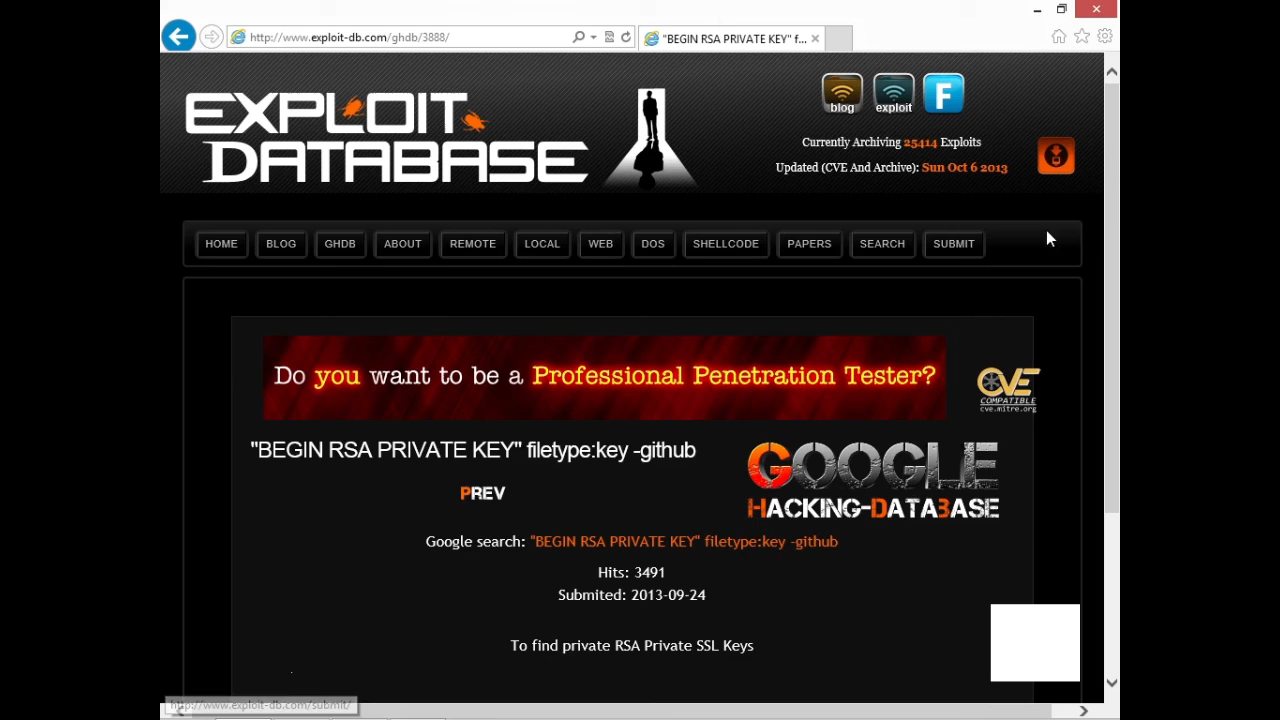 http://www.exploit-db.com/ghdb/3888/
"BEGIN RSA PRIVATE KEY" f...
EXPLOIT
DATABASE
blog
exploit
F
Currently Archiving 25414 Exploits
Updated (CVE And Archive): Sun Oct 6 2013
HOME
BLOG
GHDB
ABOUT
REMOTE
LOCAL
WEB
DOS
SHELLCODE
PAPERS
SEARCH
SUBMIT
Do you want to be a Professional Penetration Tester?
CVE
COMPATIBLE
cve.mitre.org
"BEGIN RSA PRIVATE KEY" filetype:key -github
GOOGLE
HACKING-DATABASE
PREV
Google search: "BEGIN RSA PRIVATE KEY" filetype:key -github
Hits: 3491
Submited: 2013-09-24
To find private RSA Private SSL Keys
http://www.exploit-db.com/submit/